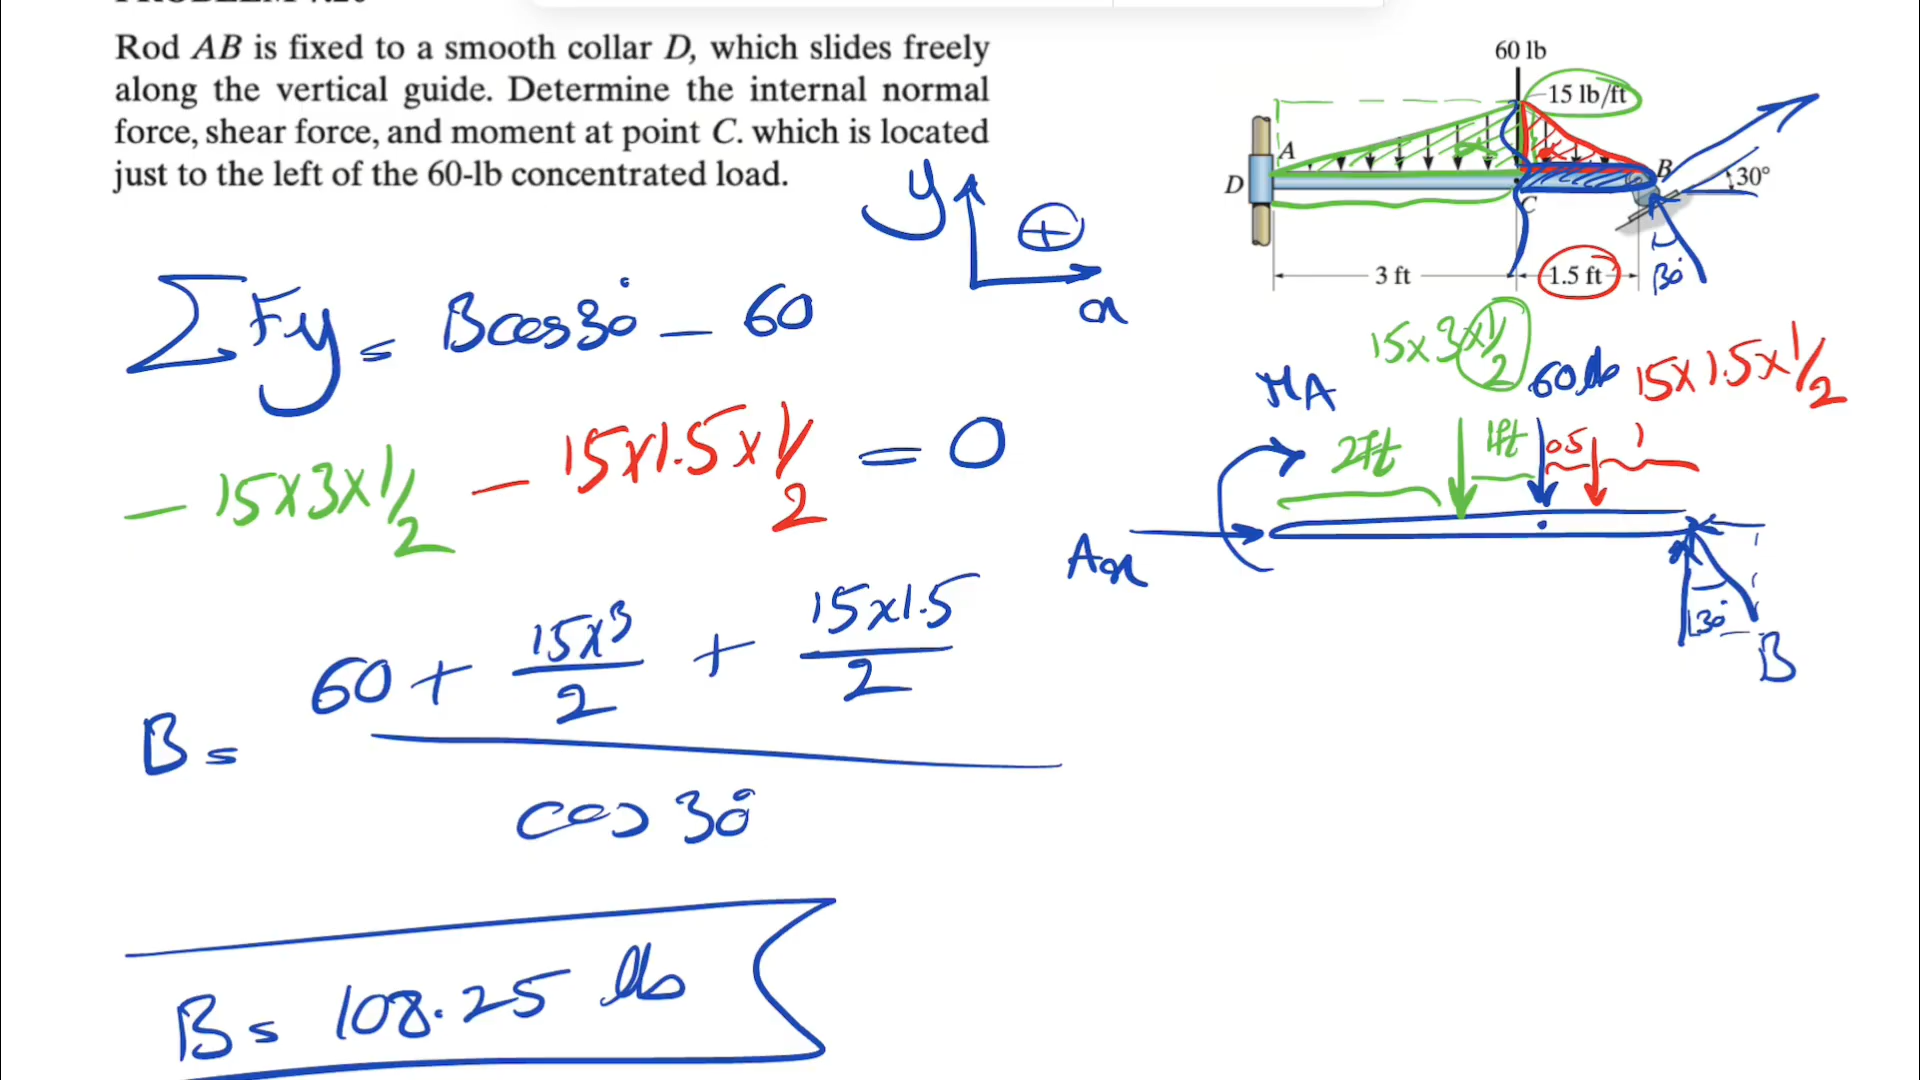 Rod AB is fixed to a smooth collar D, which slides freely
along the vertical guide. Determine the internal normal
force, shear force, and moment at point C. which is located
just to the left of the 60-lb concentrated load.
60 lb
15 lb/ft
A
B
30°
D
C
3 ft
1.5 ft
30°
y
+
x
ΣFy = Bcos30° - 60
- 15x3x1/2 - 15x1.5x1/2 = 0
15x3x1/2
60 lb
15x1.5x1/2
MA
2ft
1ft
0.5
1
Ax
30°
B
B = (60 + 15x3/2 + 15x1.5/2) / cos 30°
B = 108.25 lb